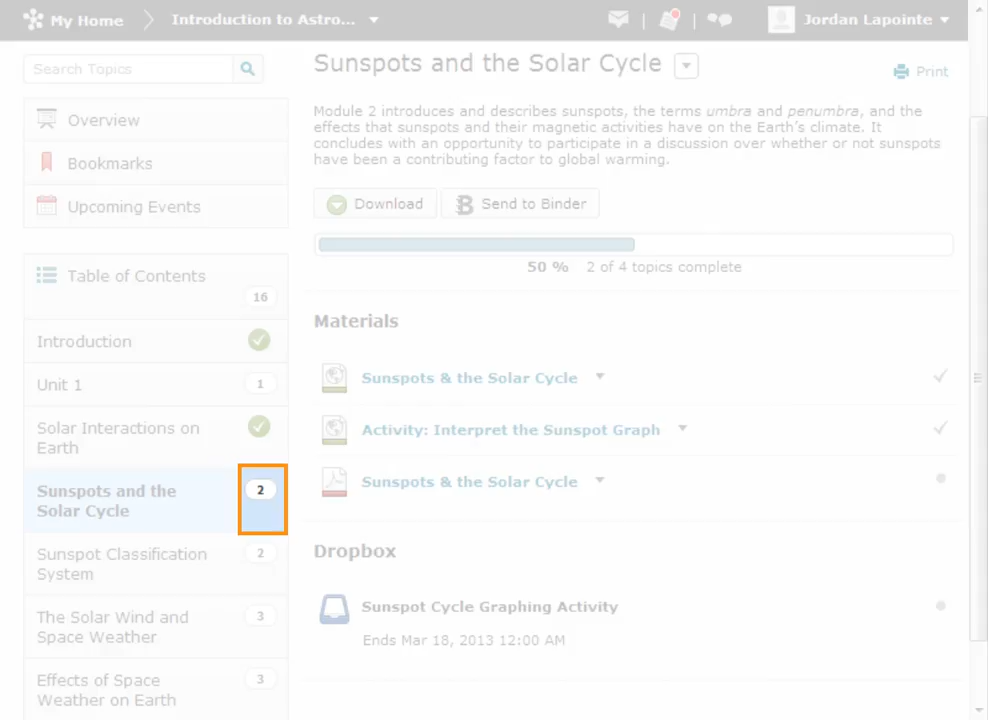 My Home
Introduction to Astro...
Jordan Lapointe
Search Topics
Overview
Bookmarks
Upcoming Events
Table of Contents
16
Introduction
Unit 1
1
Solar Interactions on
Earth
Sunspots and the
Solar Cycle
2
Sunspot Classification
System
2
The Solar Wind and
Space Weather
3
Effects of Space
Weather on Earth
3
Sunspots and the Solar Cycle
Print
Module 2 introduces and describes sunspots, the terms umbra and penumbra, and the
effects that sunspots and their magnetic activities have on the Earth's climate. It
concludes with an opportunity to participate in a discussion over whether or not sunspots
have been a contributing factor to global warming.
Download
Send to Binder
50 % 2 of 4 topics complete
Materials
Sunspots & the Solar Cycle
Activity: Interpret the Sunspot Graph
Sunspots & the Solar Cycle
Dropbox
Sunspot Cycle Graphing Activity
Ends Mar 18, 2013 12:00 AM